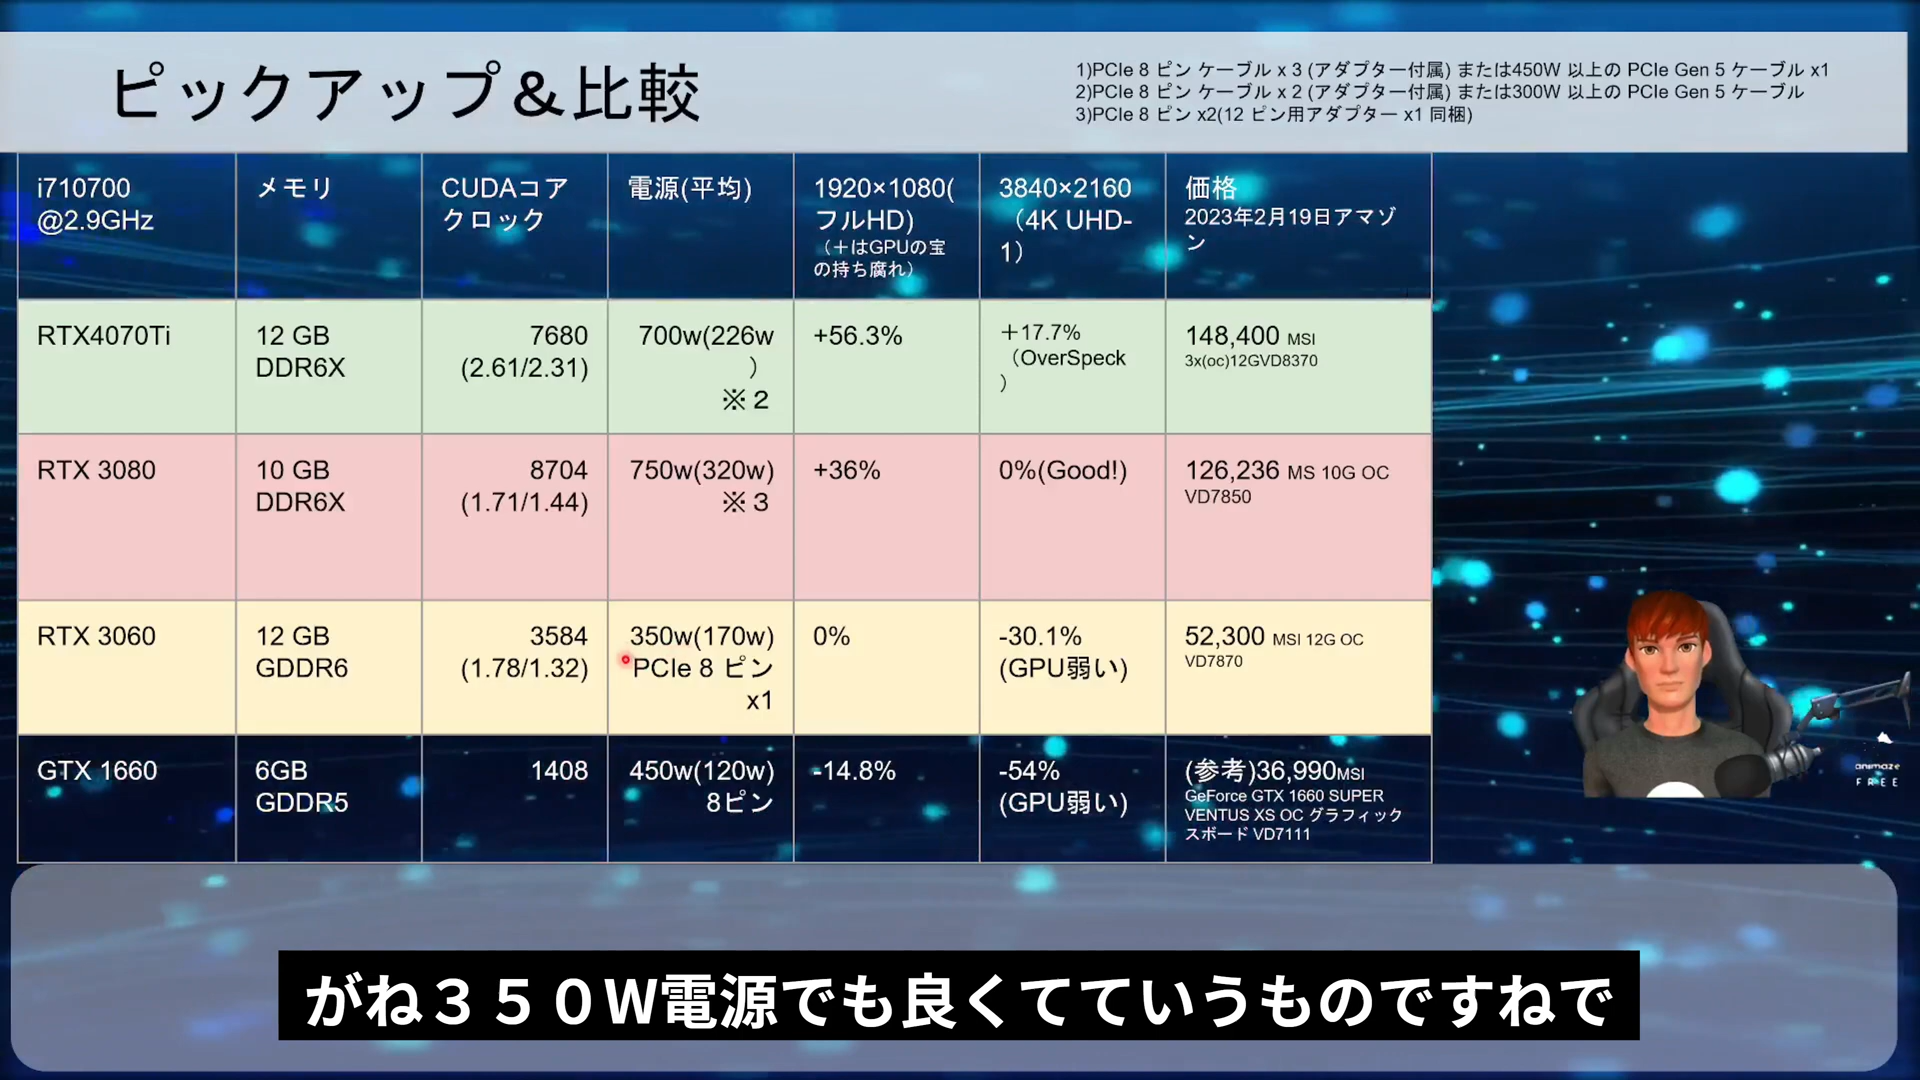 ピックアップ＆比較
1)PCIe 8 ピン ケーブル x 3 (アダプター付属) または450W 以上の PCIe Gen 5 ケーブル x1
2)PCIe 8 ピン ケーブル x 2 (アダプター付属) または300W 以上の PCIe Gen 5 ケーブル
3)PCIe 8 ピン x2(12 ピン用アダプター x1 同梱)
i710700
@2.9GHz
メモリ
CUDAコア
クロック
電源(平均)
1920×1080(
フルHD)
（＋はGPUの宝
の持ち腐れ）
3840×2160
（4K UHD-
1）
価格
2023年2月19日アマゾ
ン
RTX4070Ti
12 GB
DDR6X
7680
(2.61/2.31)
700w(226w
）
※２
+56.3%
＋17.7%
（OverSpeck
）
148,400 MSI
3x(oc)12GVD8370
RTX 3080
10 GB
DDR6X
8704
(1.71/1.44)
750w(320w)
※３
+36%
0%(Good!)
126,236 MS 10G OC
VD7850
RTX 3060
12 GB
GDDR6
3584
(1.78/1.32)
350w(170w)
PCIe 8 ピン
x1
0%
-30.1%
(GPU弱い)
52,300 MSI 12G OC
VD7870
GTX 1660
6GB
GDDR5
1408
450w(120w)
8ピン
-14.8%
-54%
(GPU弱い)
(参考)36,990MSI
GeForce GTX 1660 SUPER
VENTUS XS OC グラフィック
スボード VD7111
animaze
FREE
がね３５０W電源でも良くてていうものですねで